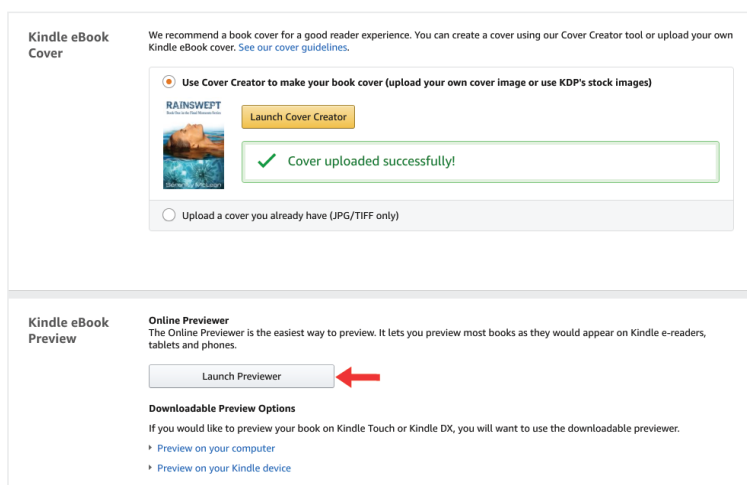 Kindle eBook
Cover
We recommend a book cover for a good reader experience. You can create a cover using our Cover Creator tool or upload your own
Kindle eBook cover. See our cover guidelines.
Use Cover Creator to make your book cover (upload your own cover image or use KDP's stock images)
RAINSWEPT
Launch Cover Creator
Cover uploaded successfully!
Upload a cover you already have (JPG/TIFF only)
Kindle eBook
Preview
Online Previewer
The Online Previewer is the easiest way to preview. It lets you preview most books as they would appear on Kindle e-readers,
tablets and phones.
Launch Previewer
Downloadable Preview Options
If you would like to preview your book on Kindle Touch or Kindle DX, you will want to use the downloadable previewer.
Preview on your computer
Preview on your Kindle device